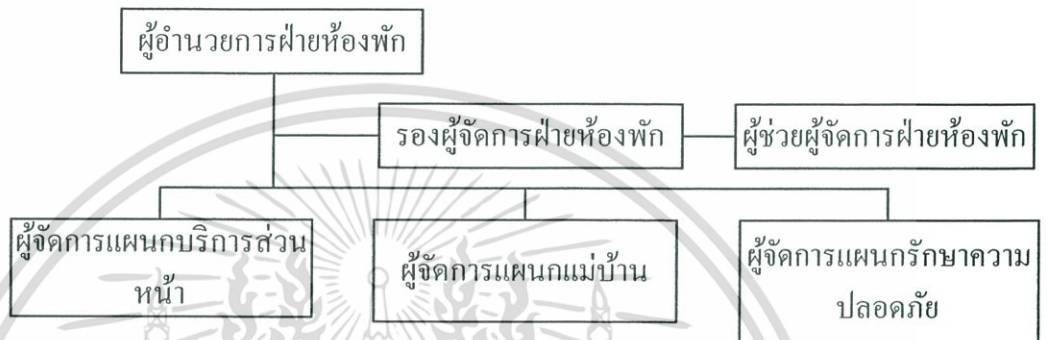 ผู้อำนวยการฝ่ายห้องพัก
รองผู้จัดการฝ่ายห้องพัก
ผู้ช่วยผู้จัดการฝ่ายห้องพัก
ผู้จัดการแผนกบริการส่วน
หน้า
ผู้จัดการแผนกแม่บ้าน
ผู้จัดการแผนกรักษาความ
ปลอดภัย